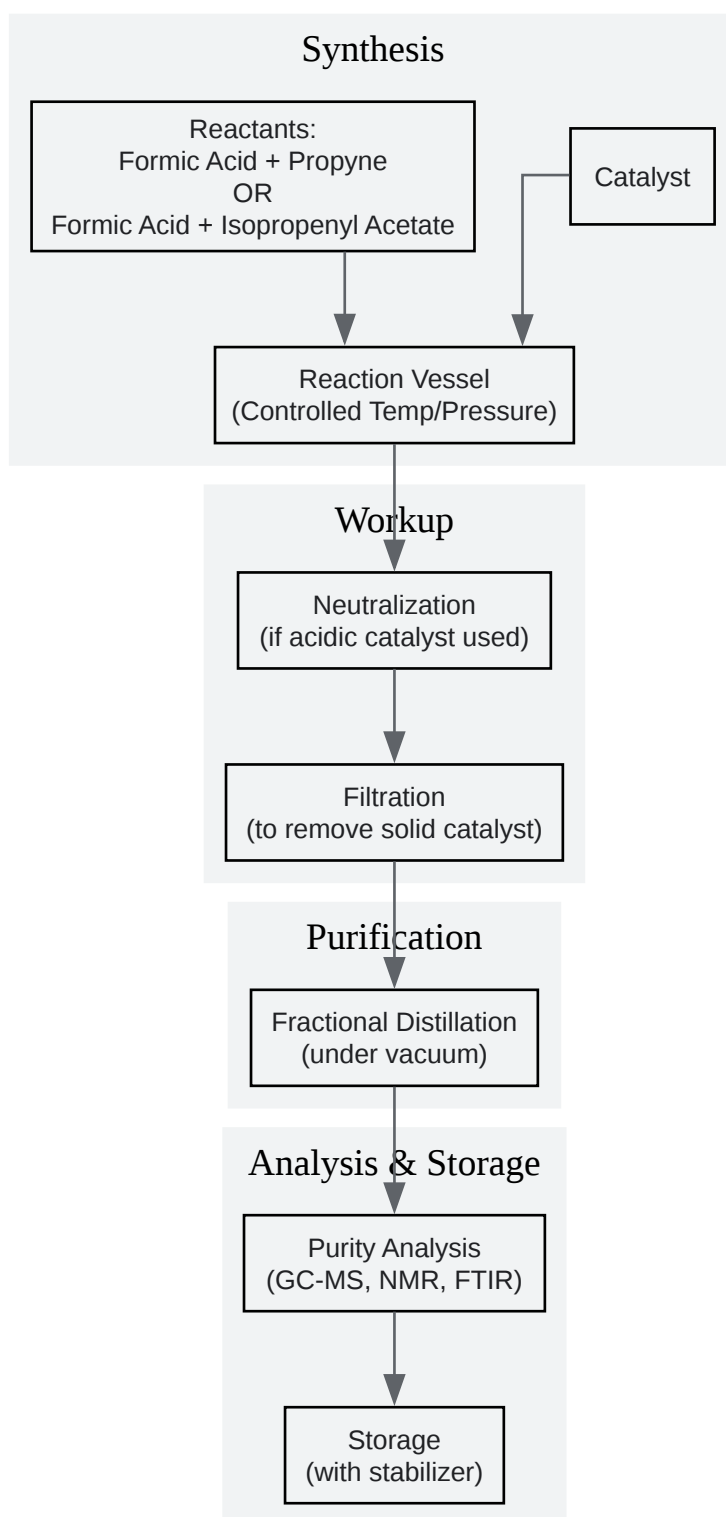 Synthesis
Reactants:
Formic Acid + Propyne
OR
Formic Acid + Isopropenyl Acetate
Catalyst
Reaction Vessel
(Controlled Temp/Pressure)
Workup
Neutralization
(if acidic catalyst used)
Filtration
(to remove solid catalyst)
Purification
Fractional Distillation
(under vacuum)
Analysis & Storage
Purity Analysis
(GC-MS, NMR, FTIR)
Storage
(with stabilizer)